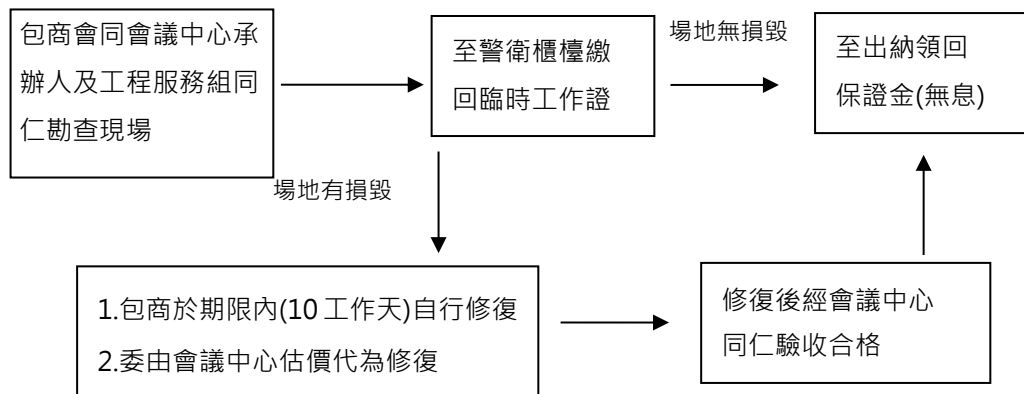 包商會同會議中心承
辦人及工程服務組同
仁勘查現場
至警衛櫃檯繳
回臨時工作證
場地無損毀
至出納領回
保證金(無息)
場地有損毀
1.包商於期限內(10工作天)自行修復
2.委由會議中心估價代為修復
修復後經會議中心
同仁驗收合格